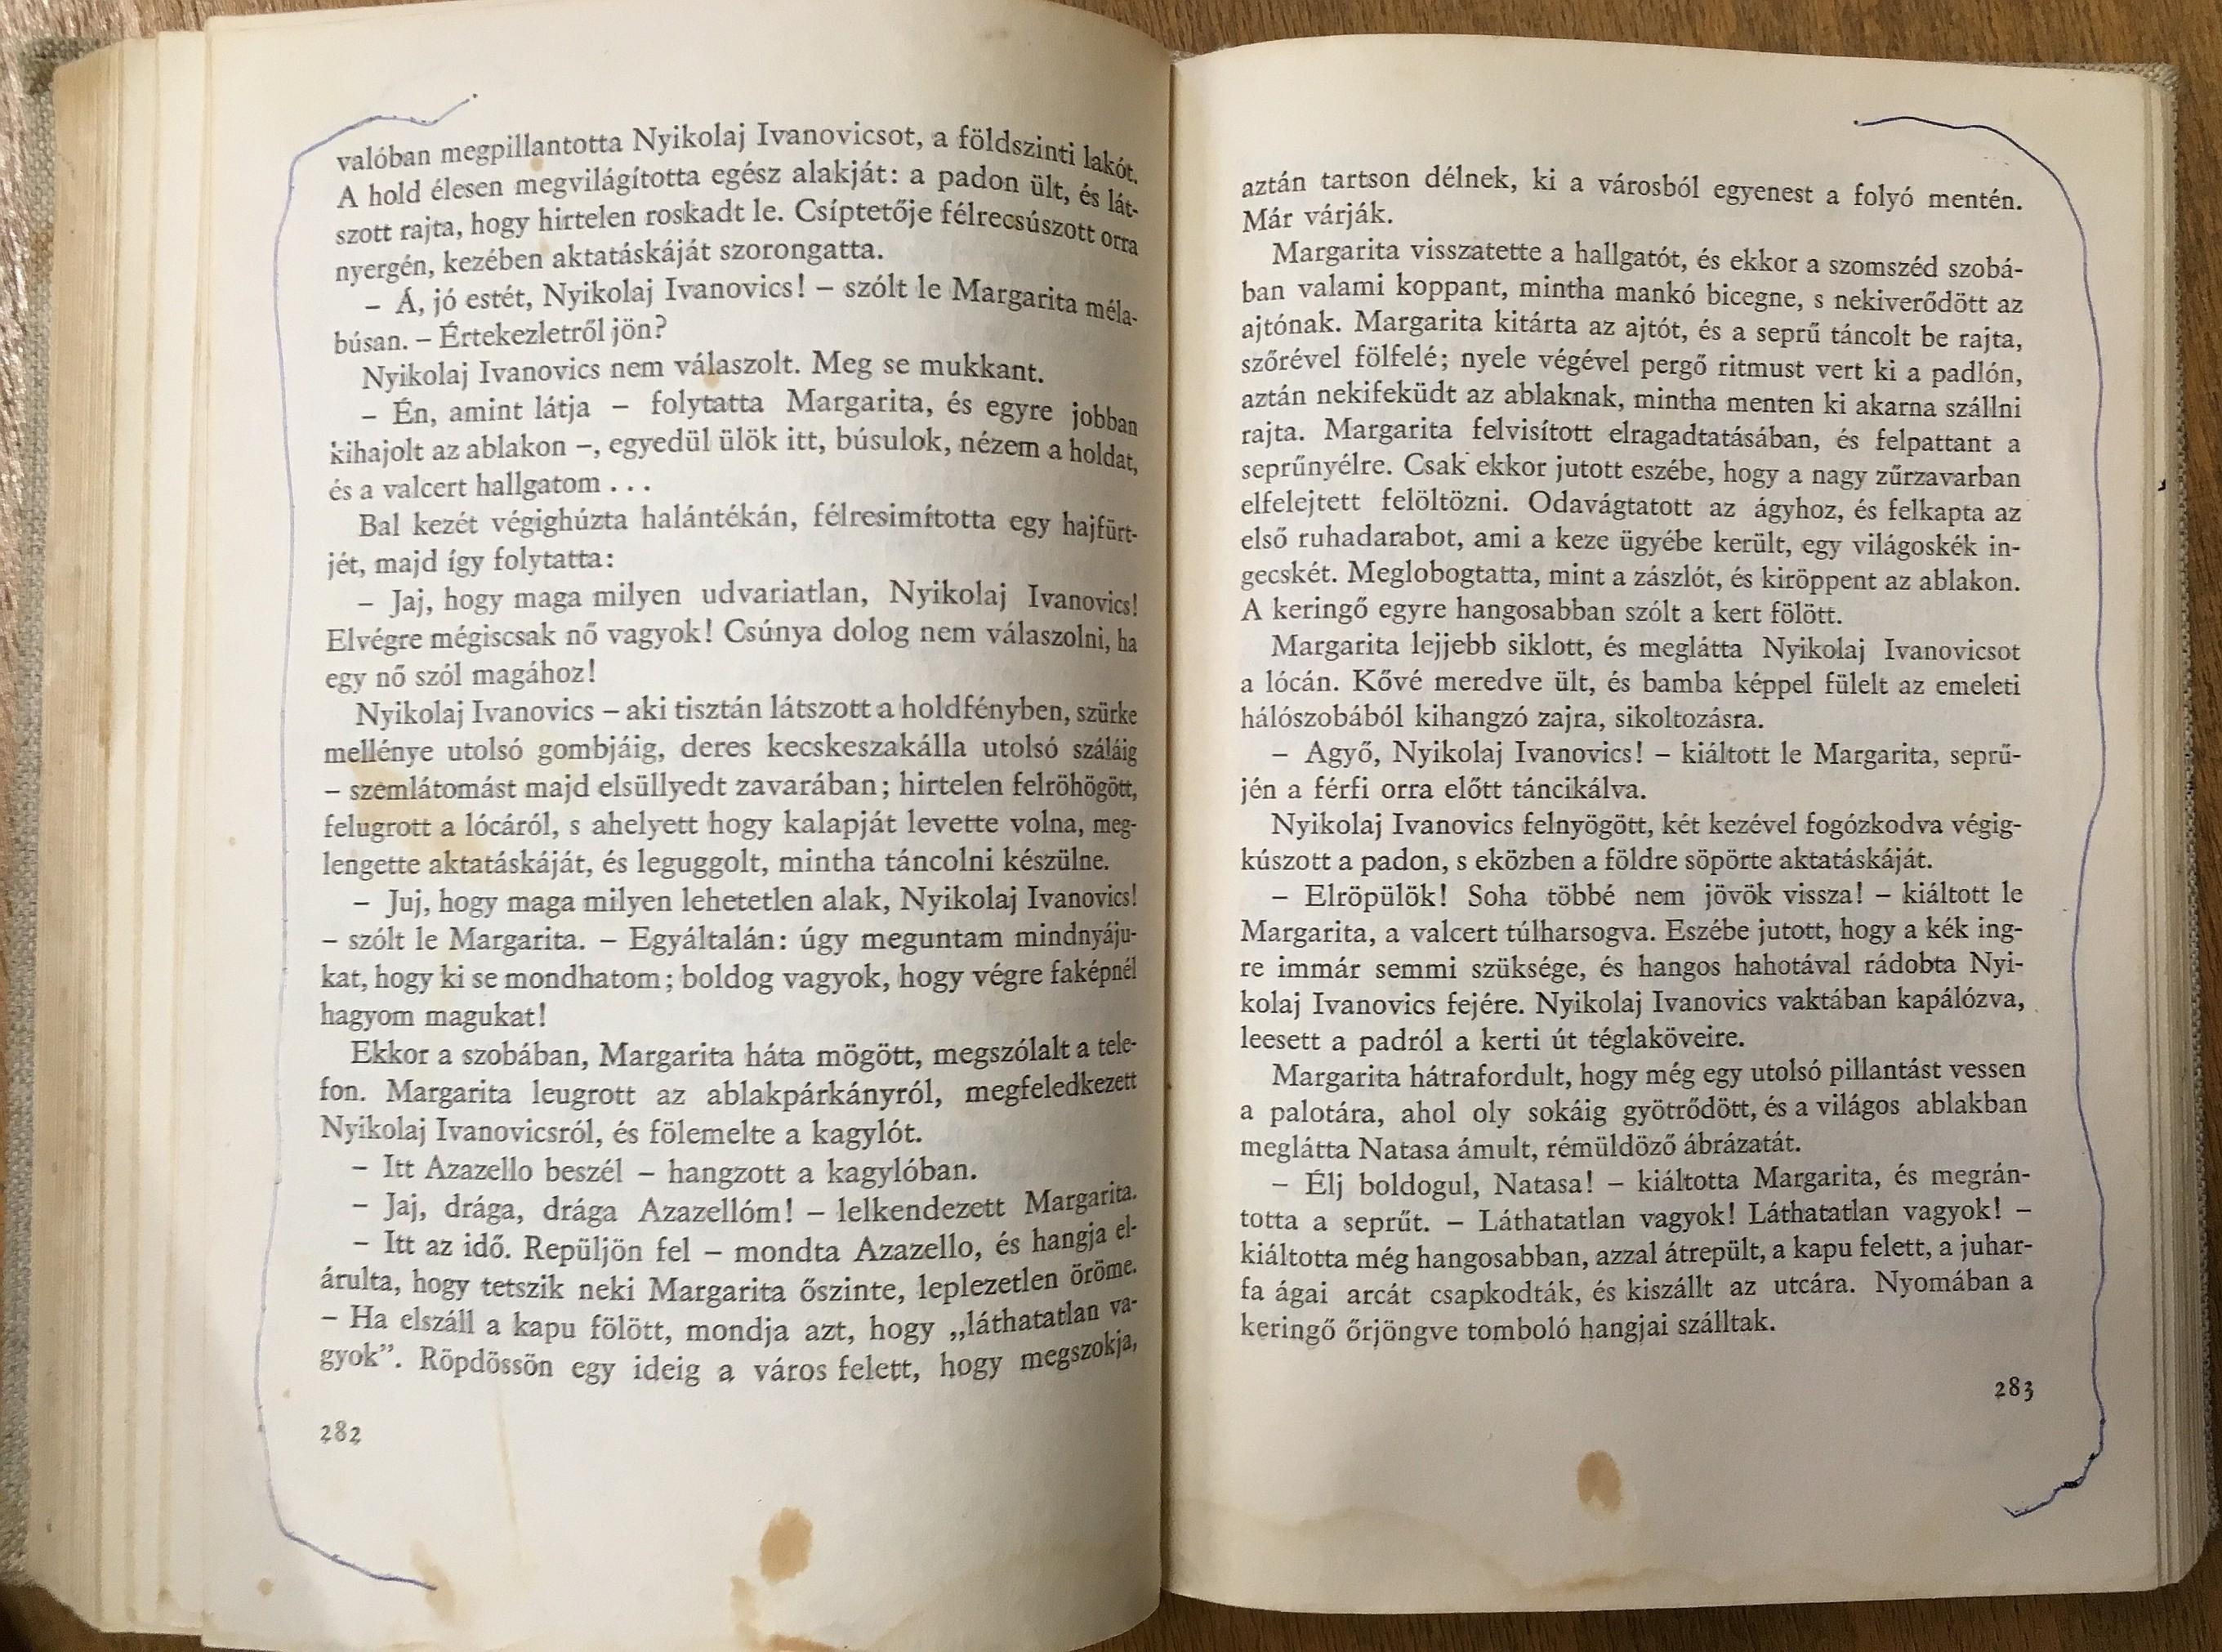 valóban megpillantotta Nyikolaj Ivanovicsot, a földszinti lakót.
A hold élesen megvilágította egész alakját: a padon ült, és lát-
szott rajta, hogy hirtelen roskadt le. Csíptetője félrecsúszott orra
nyergén, kezében aktatáskáját szorongatta.
– Á, jó estét, Nyikolaj Ivanovics! – szólt le Margarita méla-
búsan. – Értekezletről jön?
Nyikolaj Ivanovics nem válaszolt. Meg se mukkant.
– Én, amint látja – folytatta Margarita, és egyre jobban
kihajolt az ablakon –, egyedül ülök itt, búsulok, nézem a holdat,
és a valcert hallgatom . . .
Bal kezét végighúzta halántékán, félresimította egy hajfürt-
jét, majd így folytatta:
– Jaj, hogy maga milyen udvariatlan, Nyikolaj Ivanovics!
Elvégre mégiscsak nő vagyok! Csúnya dolog nem válaszolni, ha
egy nő szól magához!
Nyikolaj Ivanovics – aki tisztán látszott a holdfényben, szürke
mellénye utolsó gombjáig, deres kecskeszakálla utolsó száláig
– szemlátomást majd elsüllyedt zavarában; hirtelen felröhögött,
felugrott a lócáról, s ahelyett hogy kalapját levette volna, meg-
lengette aktatáskáját, és leguggolt, mintha táncolni készülne.
– Juj, hogy maga milyen lehetetlen alak, Nyikolaj Ivanovics!
– szólt le Margarita. – Egyáltalán: úgy meguntam mindnyáju-
kat, hogy ki se mondhatom; boldog vagyok, hogy végre faképnél
hagyom magukat!
Ekkor a szobában, Margarita háta mögött, megszólalt a tele-
fon. Margarita leugrott az ablakpárkányról, megfeledkezett
Nyikolaj Ivanovicsról, és fölemelte a kagylót.
– Itt Azazello beszél – hangzott a kagylóban.
– Jaj, drága, drága Azazellóm! – lelkendezett Margarita.
– Itt az idő. Repüljön fel – mondta Azazello, és hangja el-
árulta, hogy tetszik neki Margarita őszinte, leplezetlen öröme.
– Ha elszáll a kapu fölött, mondja azt, hogy „láthatatlan va-
gyok”. Röpdössön egy ideig a város felett, hogy megszokja,
282
aztán tartson délnek, ki a városból egyenest a folyó mentén.
Már várják.
Margarita visszatette a hallgatót, és ekkor a szomszéd szobá-
ban valami koppant, mintha mankó bicegne, s nekiverődött az
ajtónak. Margarita kitárta az ajtót, és a seprű táncolt be rajta,
szőrével fölfelé; nyele végével pergő ritmust vert ki a padlón,
aztán nekifeküdt az ablaknak, mintha menten ki akarna szállni
rajta. Margarita felvisított elragadtatásában, és felpattant a
seprűnyélre. Csak ekkor jutott eszébe, hogy a nagy zűrzavarban
elfelejtett felöltözni. Odavágtatott az ágyhoz, és felkapta az
első ruhadarabot, ami a keze ügyébe került, egy világoskék in-
gecskét. Meglobogtatta, mint a zászlót, és kiröppent az ablakon.
A keringő egyre hangosabban szólt a kert fölött.
Margarita lejjebb siklott, és meglátta Nyikolaj Ivanovicsot
a lócán. Kővé meredve ült, és bamba képpel fülelt az emeleti
hálószobából kihangzó zajra, sikoltozásra.
– Agyő, Nyikolaj Ivanovics! – kiáltott le Margarita, seprű-
jén a férfi orra előtt táncikálva.
Nyikolaj Ivanovics felnyögött, két kezével fogózkodva végig-
kúszott a padon, s eközben a földre söpörte aktatáskáját.
– Elröpülök! Soha többé nem jövök vissza! – kiáltott le
Margarita, a valcert túlharsogva. Eszébe jutott, hogy a kék ing-
re immár semmi szüksége, és hangos hahotával rádobta Nyi-
kolaj Ivanovics fejére. Nyikolaj Ivanovics vaktában kapálózva,
leesett a padról a kerti út téglaköveire.
Margarita hátrafordult, hogy még egy utolsó pillantást vessen
a palotára, ahol oly sokáig gyötrődött, és a világos ablakban
meglátta Natasa ámult, rémüldöző ábrázatát.
– Élj boldogul, Natasa! – kiáltotta Margarita, és megrán-
totta a seprűt. – Láthatatlan vagyok! Láthatatlan vagyok! –
kiáltotta még hangosabban, azzal átrepült, a kapu felett, a juhar-
fa ágai arcát csapkodták, és kiszállt az utcára. Nyomában a
keringő őrjöngve tomboló hangjai szálltak.
283